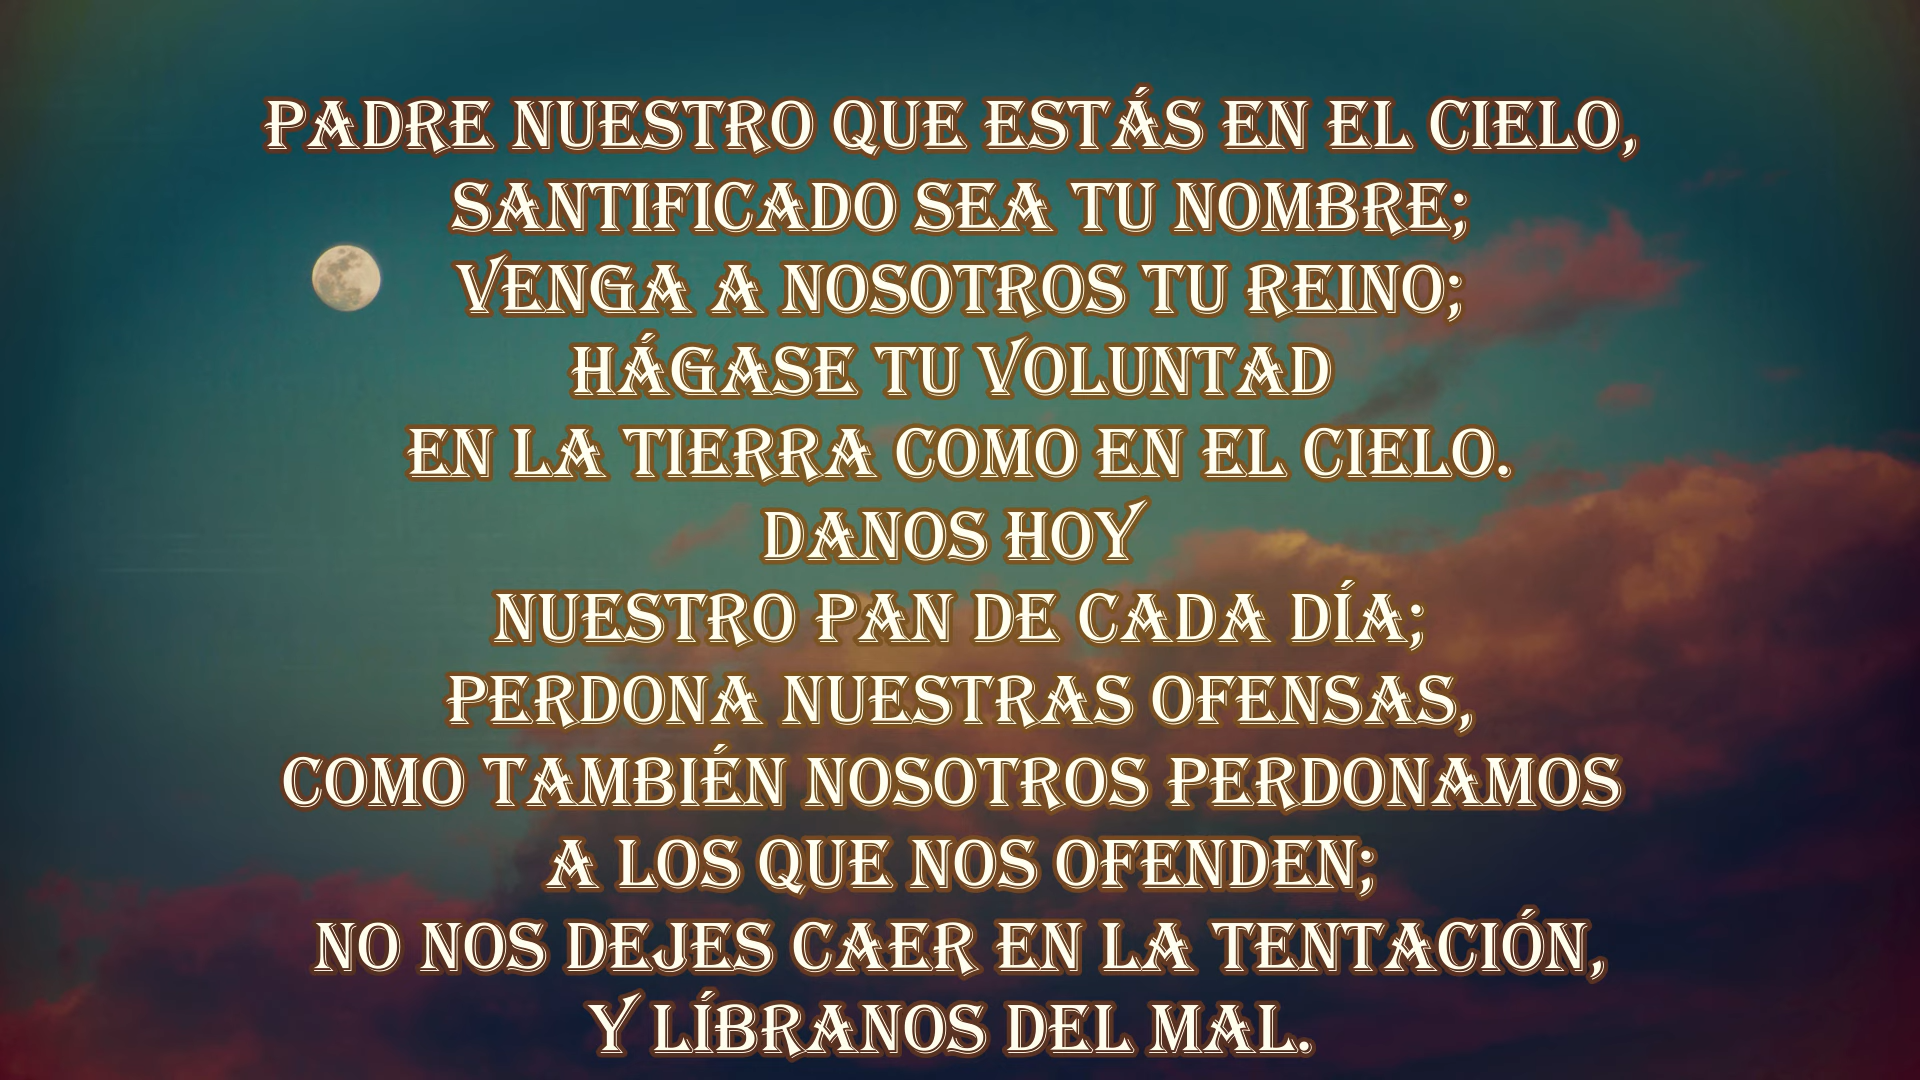 PADRE NUESTRO QUE ESTÁS EN EL CIELO,
SANTIFICADO SEA TU NOMBRE;
VENGA A NOSOTROS TU REINO;
HÁGASE TU VOLUNTAD
EN LA TIERRA COMO EN EL CIELO.
DANOS HOY
NUESTRO PAN DE CADA DÍA;
PERDONA NUESTRAS OFENSAS,
COMO TAMBIÉN NOSOTROS PERDONAMOS
A LOS QUE NOS OFENDEN;
NO NOS DEJES CAER EN LA TENTACIÓN,
Y LÍBRANOS DEL MAL.